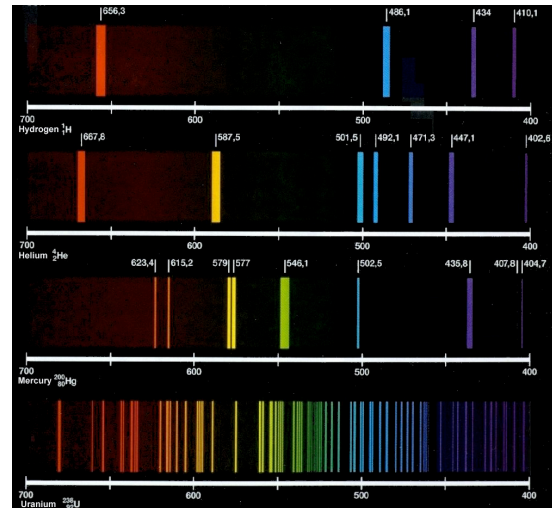 656,3 486,1 434 410,1
700 600 500 400
Hydrogen ¹₁H
667,8 587,5 501,5 492,1 471,3 447,1 402,6
700 600 500 400
Helium ⁴₂He
623,4 615,2 579 577 546,1 502,5 435,8 407,8 404,7
700 600 500 400
Mercury ²⁰⁰₈₀Hg
700 600 500 400
Uranium ²³⁸₉₂U